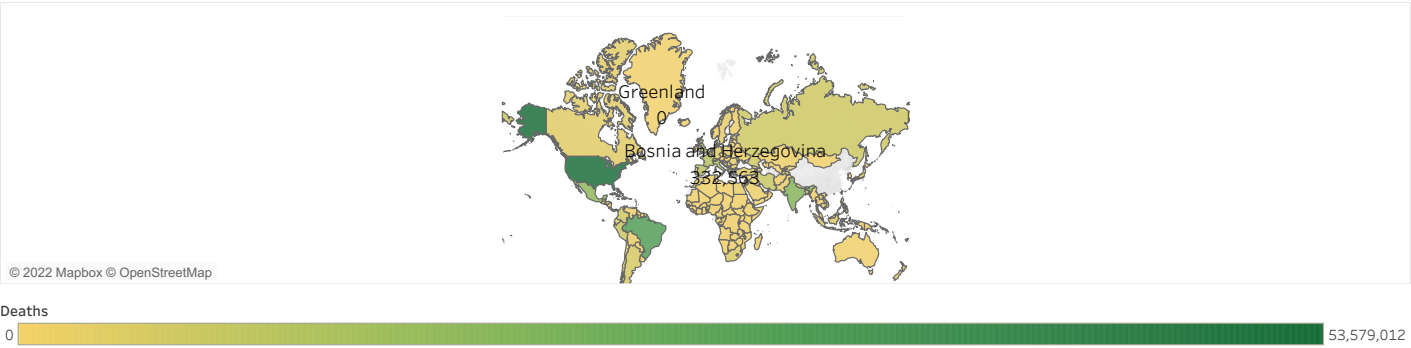 Greenland
0
Bosnia and Herzegovina
332,563
© 2022 Mapbox © OpenStreetMap
Deaths
0
53,579,012